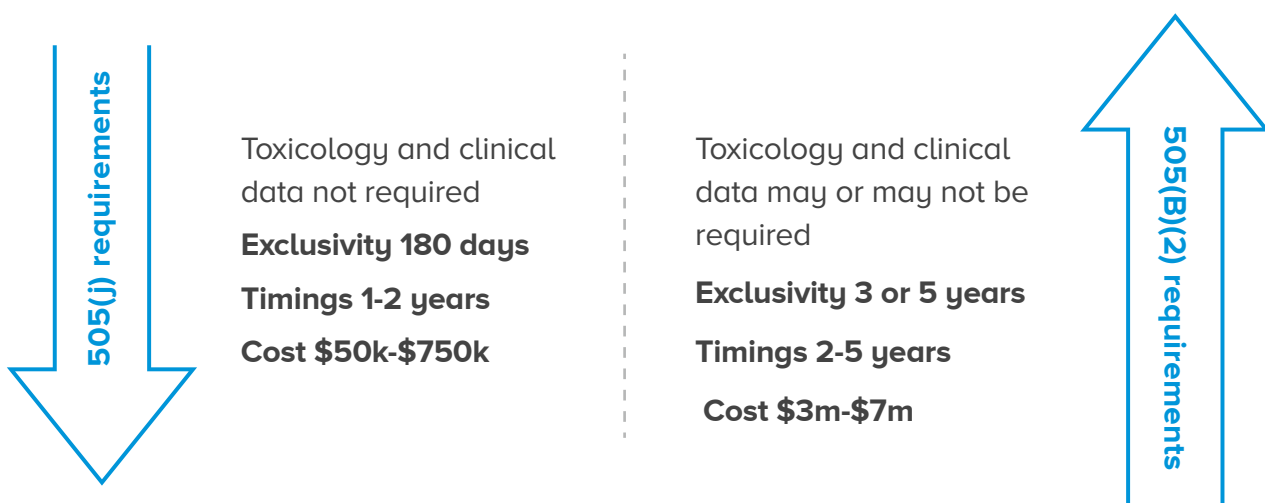 505(j) requirements
Toxicology and clinical
data not required
Exclusivity 180 days
Timings 1-2 years
Cost $50k-$750k
Toxicology and clinical
data may or may not be
required
Exclusivity 3 or 5 years
Timings 2-5 years
Cost $3m-$7m
505(B)(2) requirements